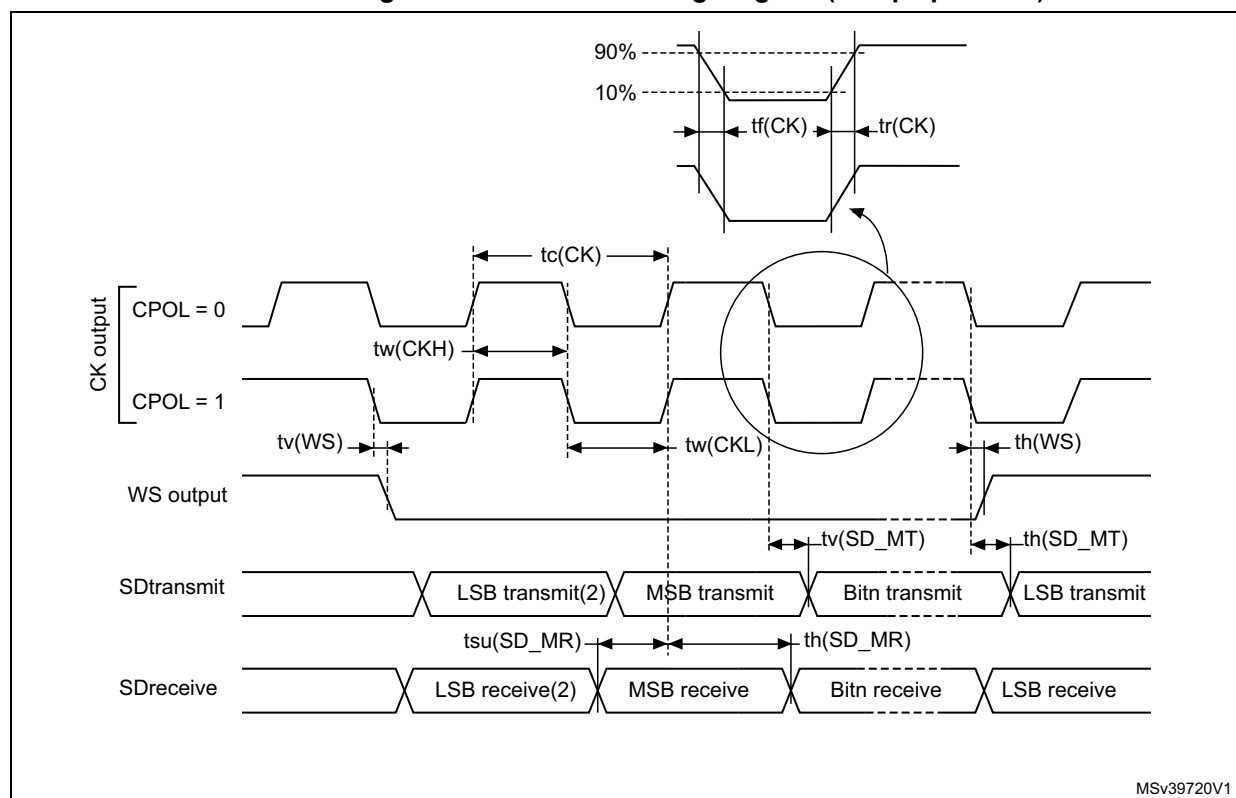 90%
10%
tf(CK)
tr(CK)
tc(CK)
CK output
CPOL = 0
tw(CKH)
CPOL = 1
tv(WS)
tw(CKL)
th(WS)
WS output
tv(SD_MT)
th(SD_MT)
SDtransmit
LSB transmit(2)
MSB transmit
Bitn transmit
LSB transmit
tsu(SD_MR)
th(SD_MR)
SDreceive
LSB receive(2)
MSB receive
Bitn receive
LSB receive
MSv39720V1